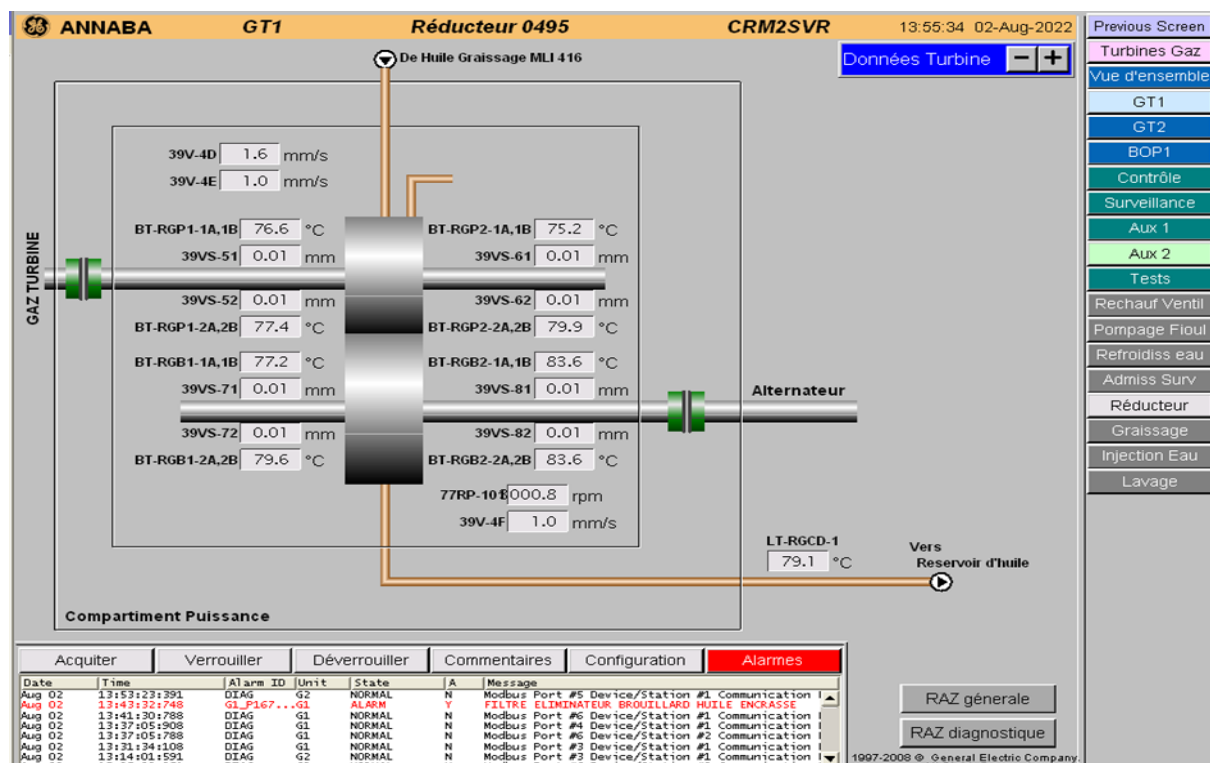 ANNABA GT1 Réducteur 0495 CRM2SVR 13:55:34 02-Aug-2022
Previous Screen
Turbines Gaz
Vue d'ensemble
GT1
GT2
BOP1
Contrôle
Surveillance
Aux 1
Aux 2
Tests
Rechauf Ventil
Pompage Fioul
Refroidiss eau
Admiss Surv
Réducteur
Graissage
Injection Eau
Lavage
De Huile Graissage MLI 416
Données Turbine - +
39V-4D 1.6 mm/s
39V-4E 1.0 mm/s
GAZ TURBINE
BT-RGP1-1A,1B 76.6 °C BT-RGP2-1A,1B 75.2 °C
39VS-51 0.01 mm 39VS-61 0.01 mm
39VS-52 0.01 mm 39VS-62 0.01 mm
BT-RGP1-2A,2B 77.4 °C BT-RGP2-2A,2B 79.9 °C
BT-RGB1-1A,1B 77.2 °C BT-RGB2-1A,1B 83.6 °C
39VS-71 0.01 mm 39VS-81 0.01 mm Alternateur
39VS-72 0.01 mm 39VS-82 0.01 mm
BT-RGB1-2A,2B 79.6 °C BT-RGB2-2A,2B 83.6 °C
77RP-101 000.8 rpm
39V-4F 1.0 mm/s
LT-RGCD-1
79.1 °C
Vers
Reservoir d'huile
Compartiment Puissance
Acquiter Verrouiller Déverrouiller Commentaires Configuration Alarmes
Date Time Alarm ID Unit State A Message
Aug 02 13:53:23:391 DIAG G2 NORMAL N Modbus Port #5 Device/Station #1 Communication
Aug 02 13:43:32:748 G1_P167... G1 ALARM Y FILTRE ELIMINATEUR BROUILLARD HUILE ENCRASSE
Aug 02 13:41:30:788 DIAG G1 NORMAL N Modbus Port #6 Device/Station #1 Communication
Aug 02 13:37:05:908 DIAG G1 NORMAL N Modbus Port #4 Device/Station #1 Communication
Aug 02 13:37:05:788 DIAG G1 NORMAL N Modbus Port #6 Device/Station #2 Communication
Aug 02 13:31:34:108 DIAG G1 NORMAL N Modbus Port #3 Device/Station #1 Communication
Aug 02 13:14:01:591 DIAG G2 NORMAL N Modbus Port #3 Device/Station #1 Communication
RAZ génerale
RAZ diagnostique
1997-2008 © General Electric Company.